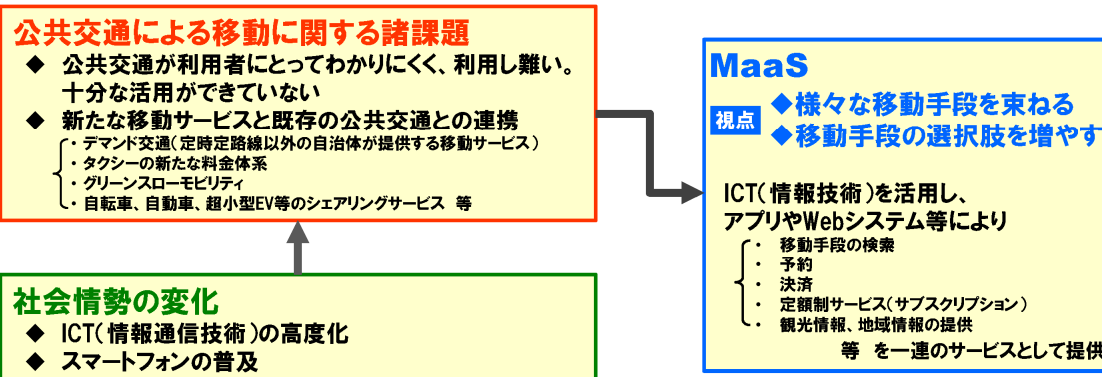 公共交通による移動に関する諸課題
◆ 公共交通が利用者にとってわかりにくく、利用し難い。
十分な活用ができていない
◆ 新たな移動サービスと既存の公共交通との連携
・デマンド交通(定時定路線以外の自治体が提供する移動サービス)
・タクシーの新たな料金体系
・グリーンスローモビリティ
・自転車、自動車、超小型EV等のシェアリングサービス 等
社会情勢の変化
◆ ICT(情報通信技術)の高度化
◆ スマートフォンの普及
MaaS
視点
◆様々な移動手段を束ねる
◆移動手段の選択肢を増やす
ICT(情報技術)を活用し、
アプリやWebシステム等により
・ 移動手段の検索
・ 予約
・ 決済
・ 定額制サービス(サブスクリプション)
・ 観光情報、地域情報の提供
等 を一連のサービスとして提供